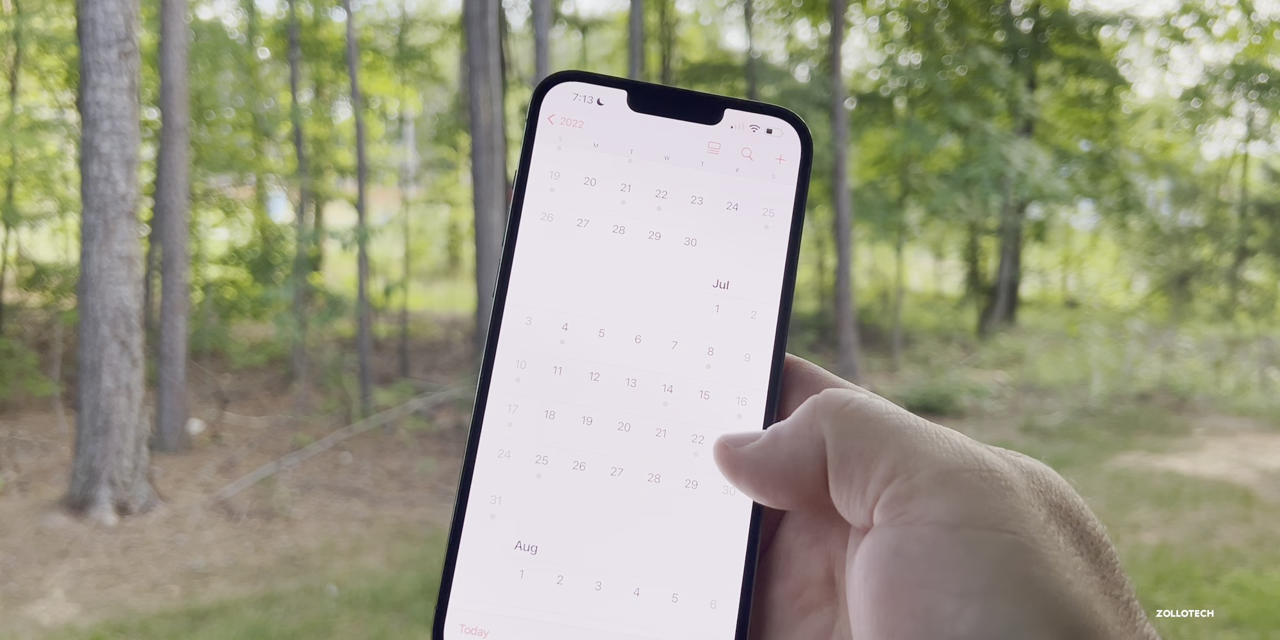 7:13
2022
S M T W T F S
19 20 21 22 23 24 25
26 27 28 29 30
Jul
1 2
3 4 5 6 7 8 9
10 11 12 13 14 15 16
17 18 19 20 21 22
24 25 26 27 28 29 30
31
Aug
1 2 3 4 5 6
Today
ZOLLOTECH